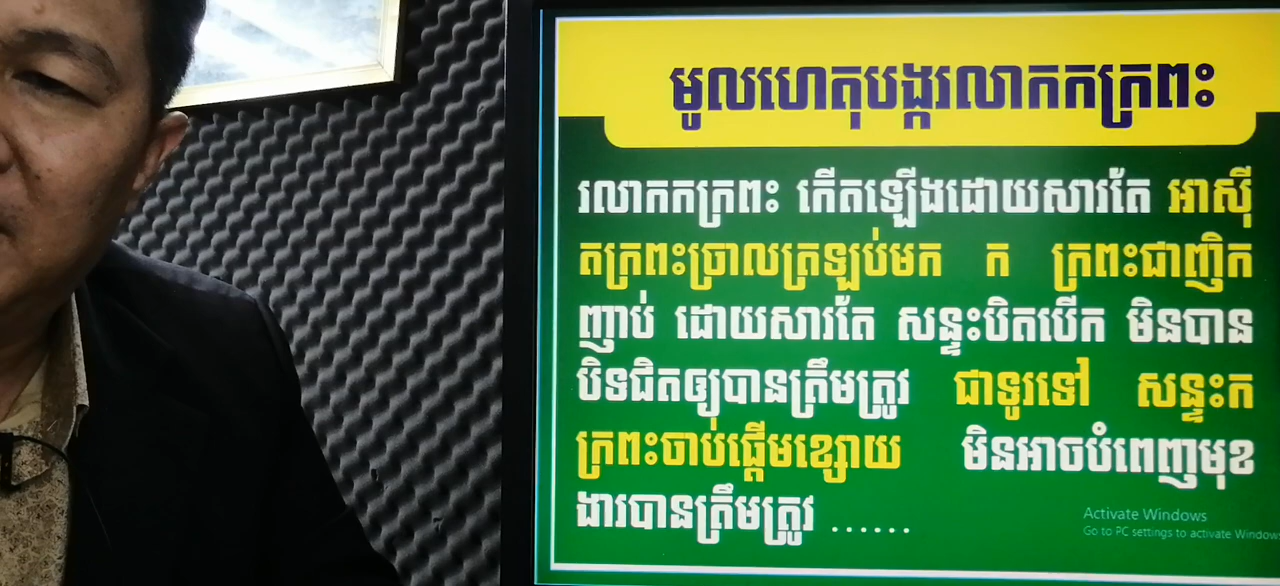 មូលហេតុបង្ករលាកកក្រពះ
រលាកកក្រពះ កើតឡើងដោយសារតែ អាស៊ី
តក្រពះច្រាលត្រឡប់មក ក ក្រពះជាញិក
ញាប់ ដោយសារតែ សន្ទះបិតបើក មិនបាន
បិទជិតឲ្យបានត្រឹមត្រូវ ជាទូរទៅ សន្ទះក
ក្រពះចាប់ផ្តើមខ្សោយ មិនអាចបំពេញមុខ
ងារបានត្រឹមត្រូវ ......
Activate Windows
Go to PC settings to activate Windows